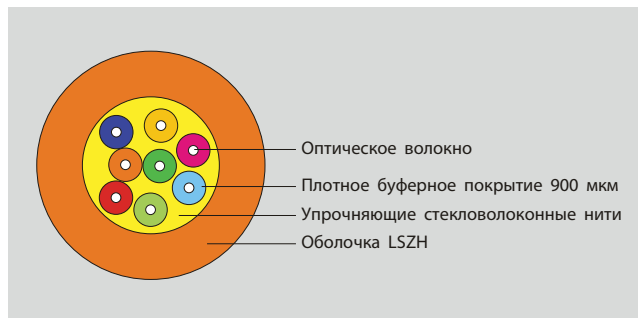 Оптическое волокно
Плотное буферное покрытие 900 мкм
Упрочняющие стекловолоконные нити
Оболочка LSZH